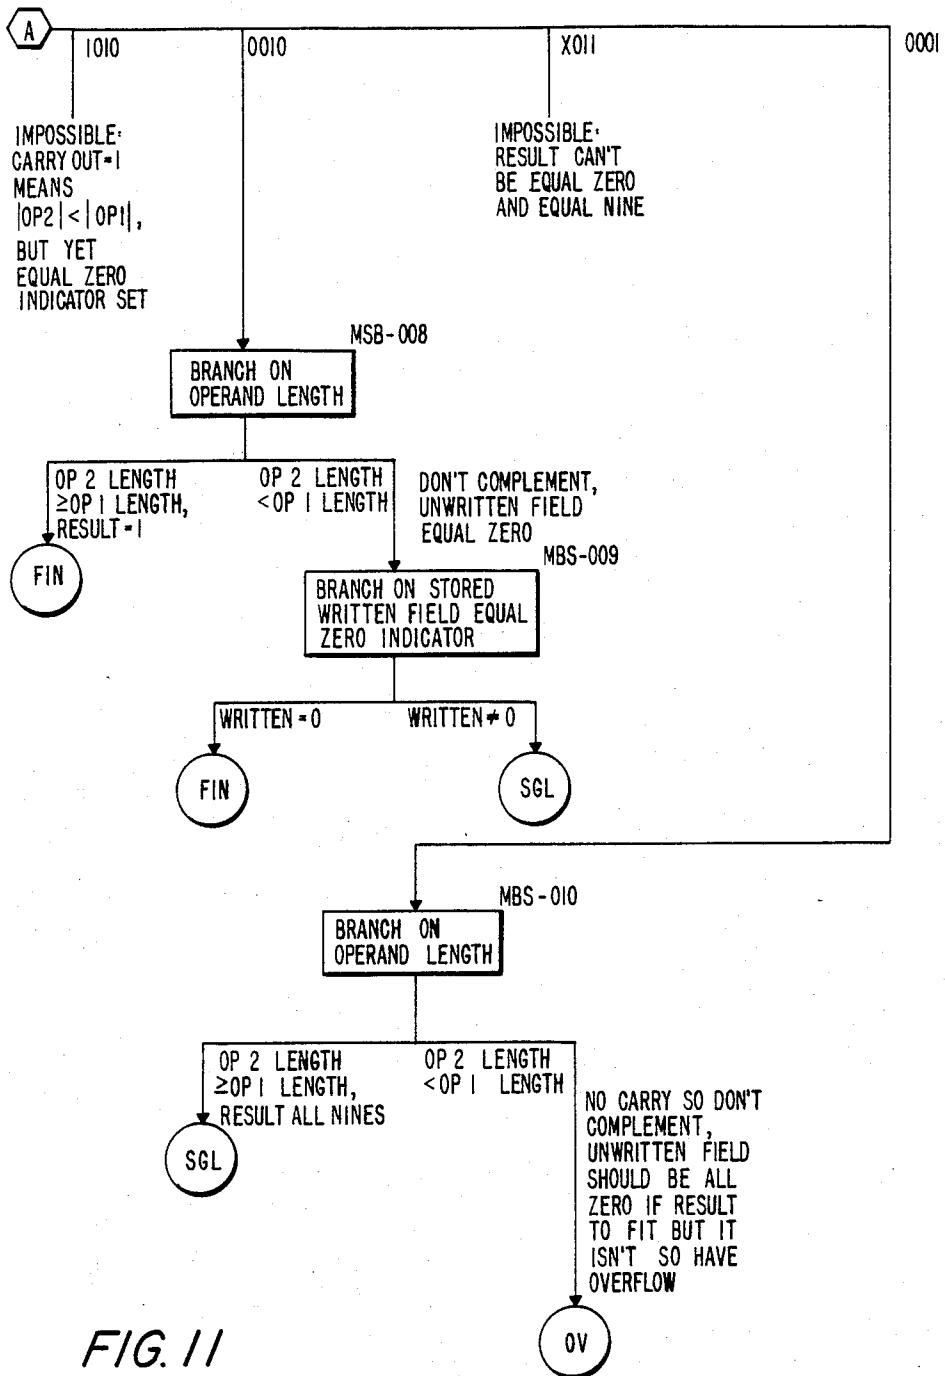 A
1010
0010
X011
0001
IMPOSSIBLE:
CARRY OUT=1
MEANS
|OP2|<|OP1|,
BUT YET
EQUAL ZERO
INDICATOR SET
IMPOSSIBLE:
RESULT CAN'T
BE EQUAL ZERO
AND EQUAL NINE
MSB-008
BRANCH ON
OPERAND LENGTH
OP 2 LENGTH
≥OP 1 LENGTH,
RESULT=1
OP 2 LENGTH
<OP 1 LENGTH
DON'T COMPLEMENT,
UNWRITTEN FIELD
EQUAL ZERO
FIN
MBS-009
BRANCH ON STORED
WRITTEN FIELD EQUAL
ZERO INDICATOR
WRITTEN=0
WRITTEN≠0
FIN
SGL
MBS-010
BRANCH ON
OPERAND LENGTH
OP 2 LENGTH
≥OP 1 LENGTH,
RESULT ALL NINES
OP 2 LENGTH
<OP 1 LENGTH
SGL
NO CARRY SO DON'T
COMPLEMENT,
UNWRITTEN FIELD
SHOULD BE ALL
ZERO IF RESULT
TO FIT BUT IT
ISN'T SO HAVE
OVERFLOW
OV
FIG. 11